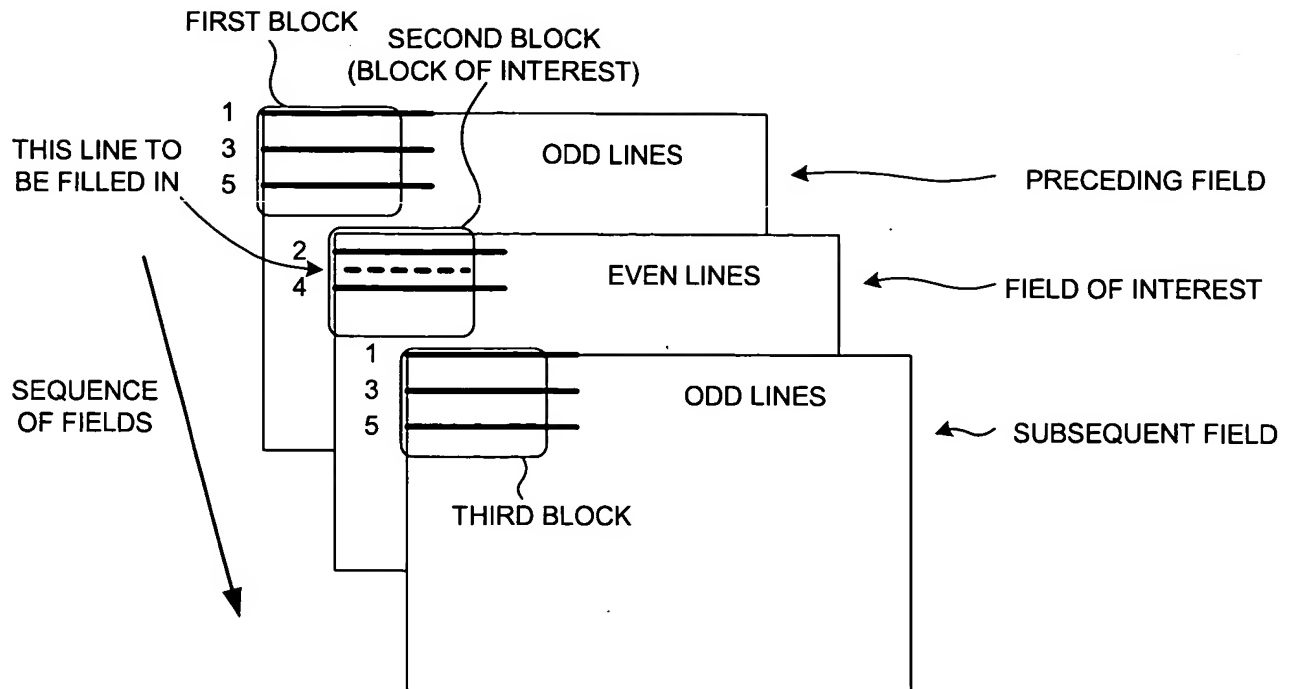 FIRST BLOCK
SECOND BLOCK
(BLOCK OF INTEREST)
THIS LINE TO
BE FILLED IN
1
3
5
ODD LINES
PRECEDING FIELD
2
4
EVEN LINES
FIELD OF INTEREST
SEQUENCE
OF FIELDS
1
3
5
ODD LINES
SUBSEQUENT FIELD
THIRD BLOCK